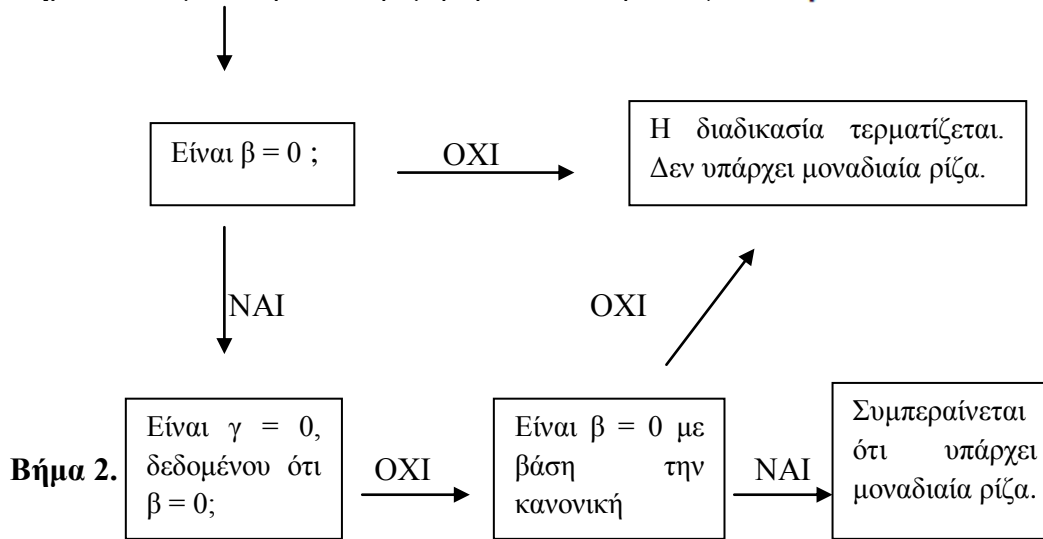 Είναι β = 0 ;
ΟΧΙ
Η διαδικασία τερματίζεται.
Δεν υπάρχει μοναδιαία ρίζα.
ΝΑΙ
ΟΧΙ
Βήμα 2.
Είναι γ = 0,
δεδομένου ότι
β = 0;
ΟΧΙ
Είναι β = 0 με
βάση την
κανονική
ΝΑΙ
Συμπεραίνεται
ότι υπάρχει
μοναδιαία ρίζα.